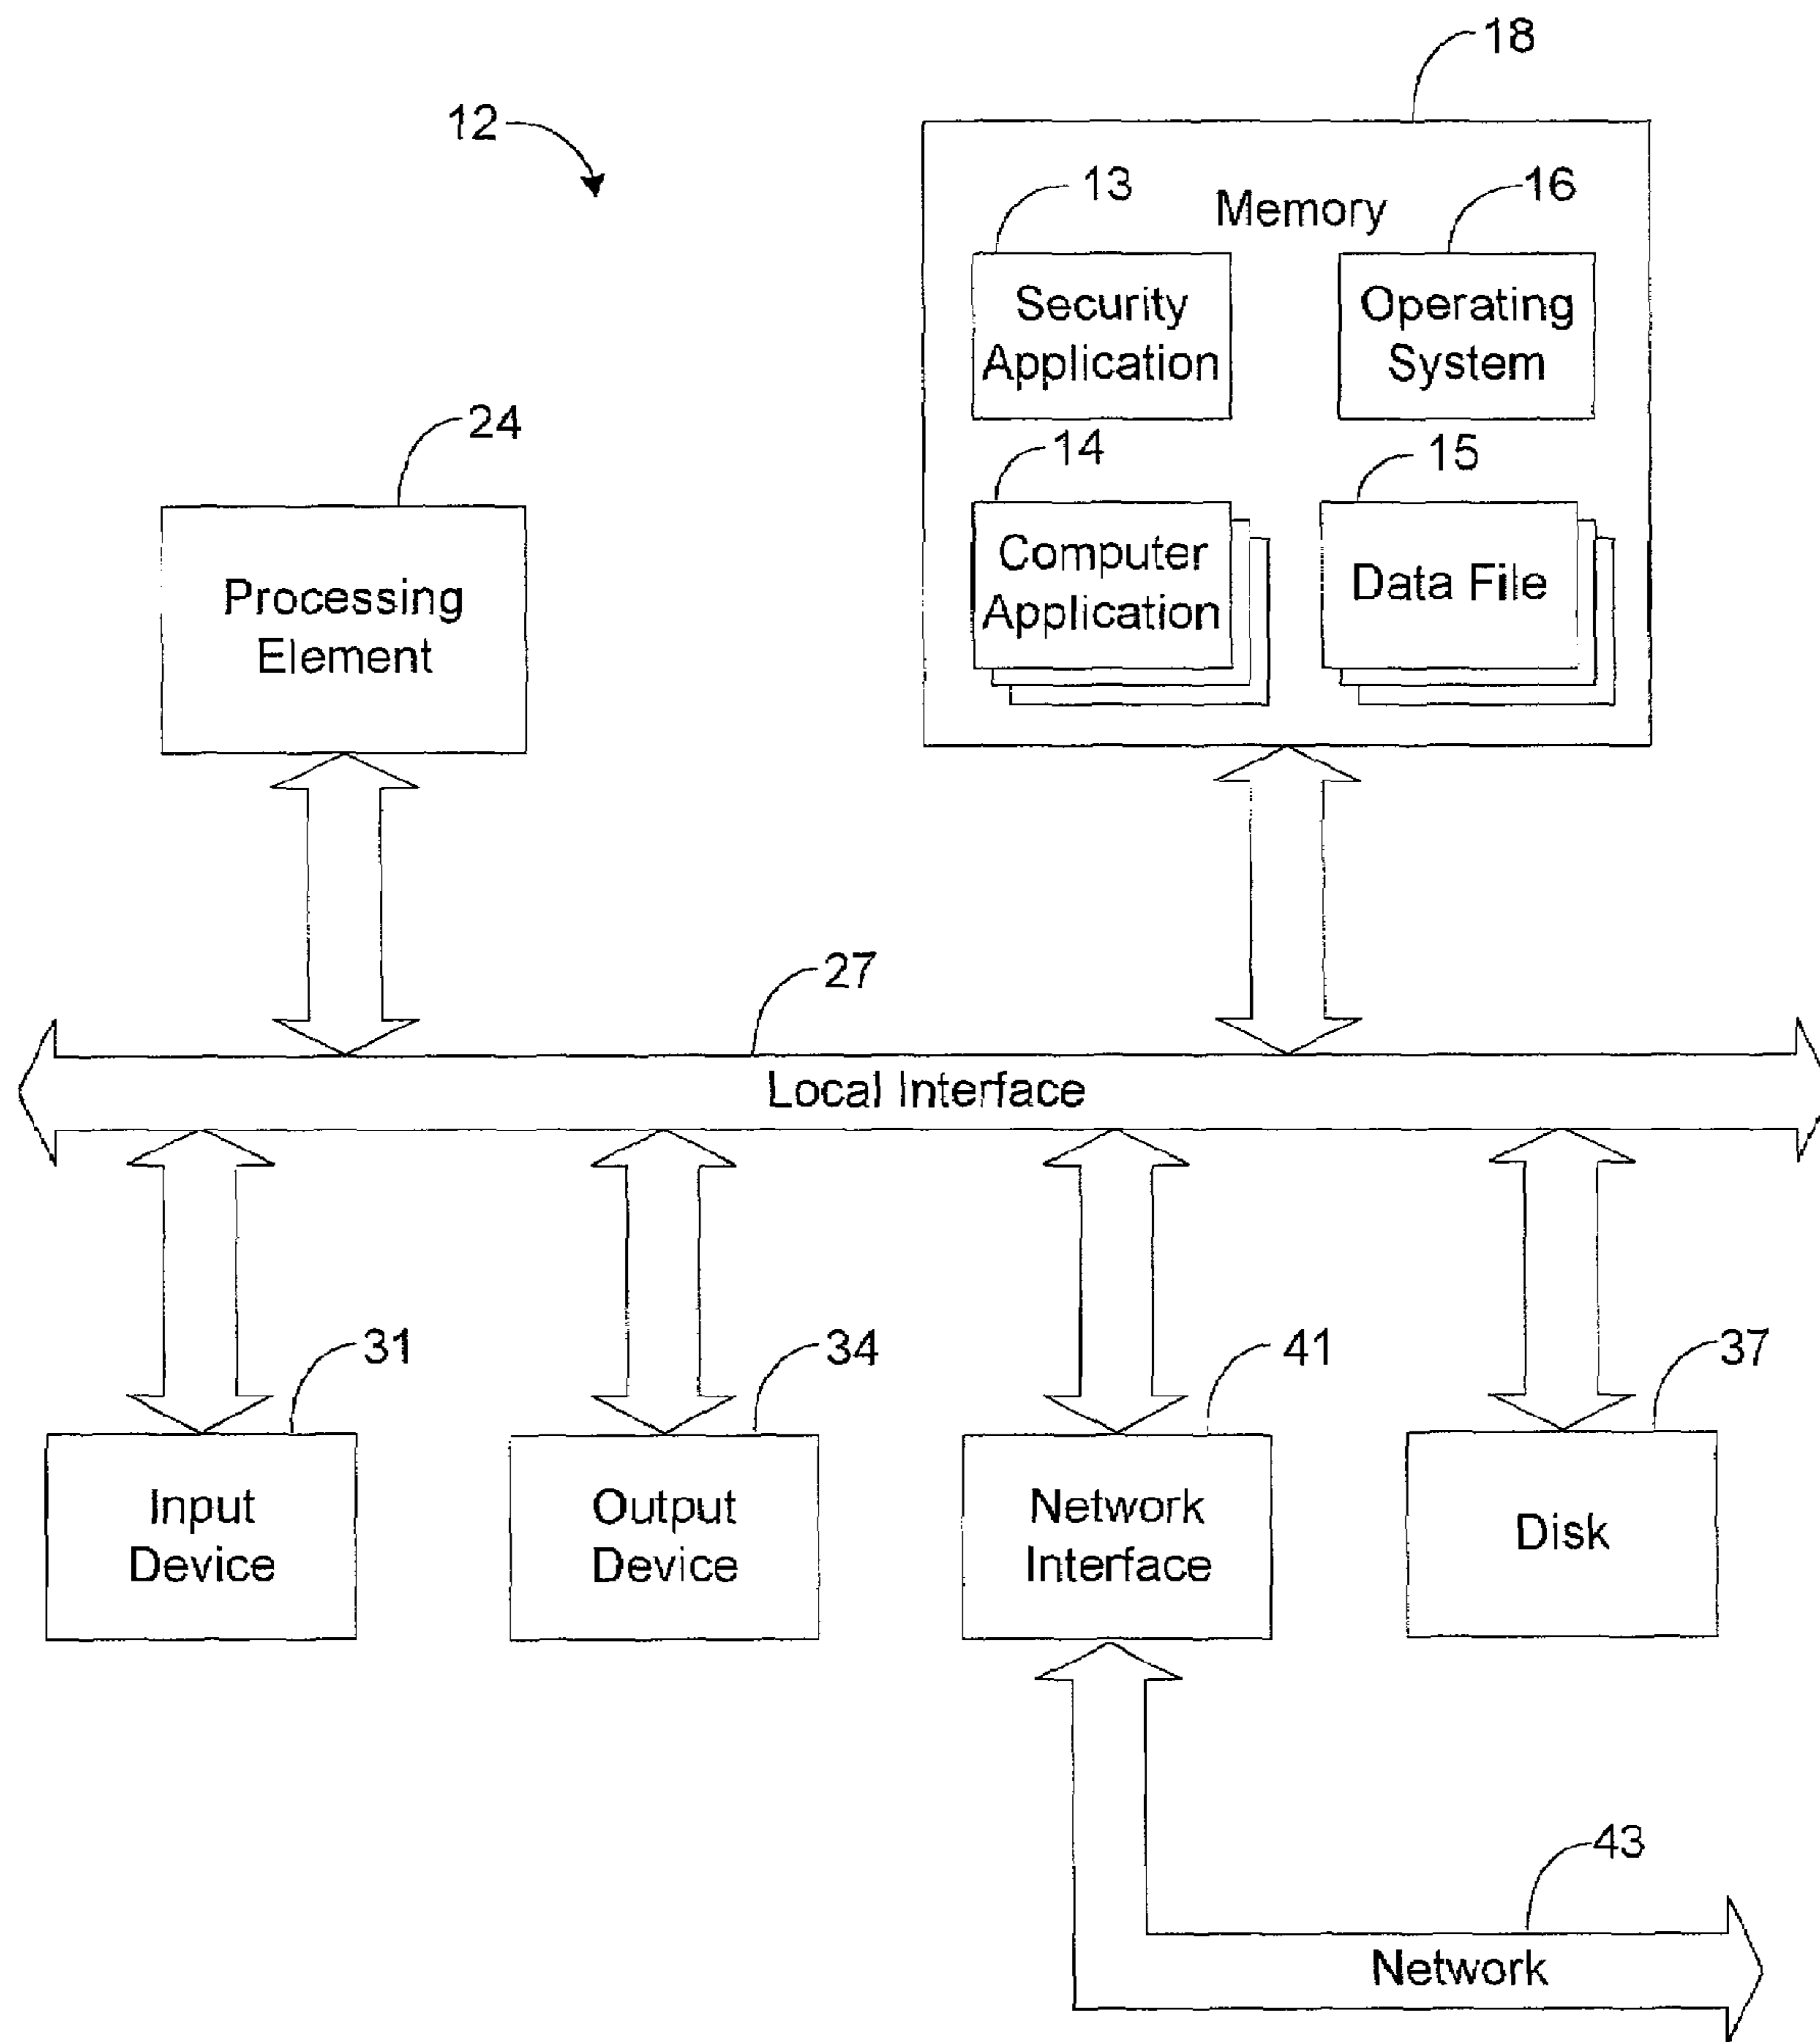 18
12
13
16
Memory
Security
Application
Operating
System
24
14
15
Processing
Element
Computer
Application
Data File
27
Local Interface
31
34
41
37
Input
Device
Output
Device
Network
Interface
Disk
43
Network